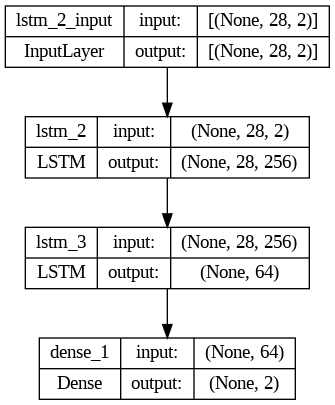 lstm_2_input input: [(None, 28, 2)]
InputLayer output: [(None, 28, 2)]
lstm_2 input: (None, 28, 2)
LSTM output: (None, 28, 256)
lstm_3 input: (None, 28, 256)
LSTM output: (None, 64)
dense_1 input: (None, 64)
Dense output: (None, 2)